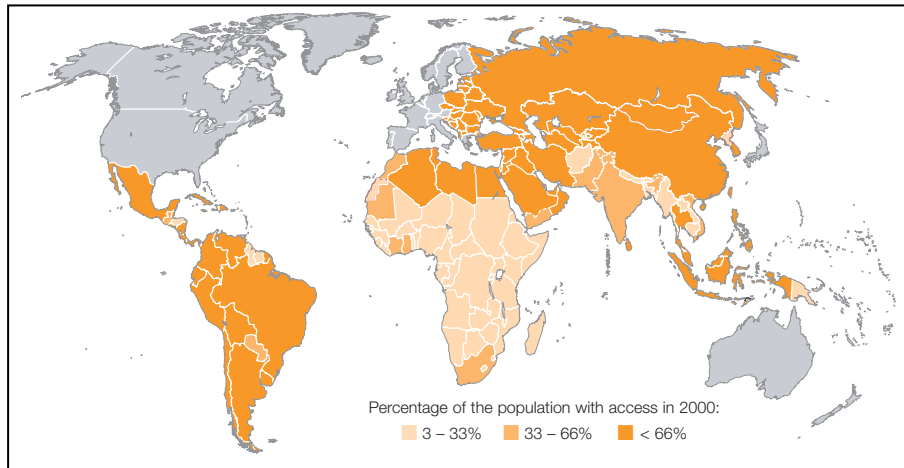 Percentage of the population with access in 2000:
3 – 33% 33 – 66% < 66%